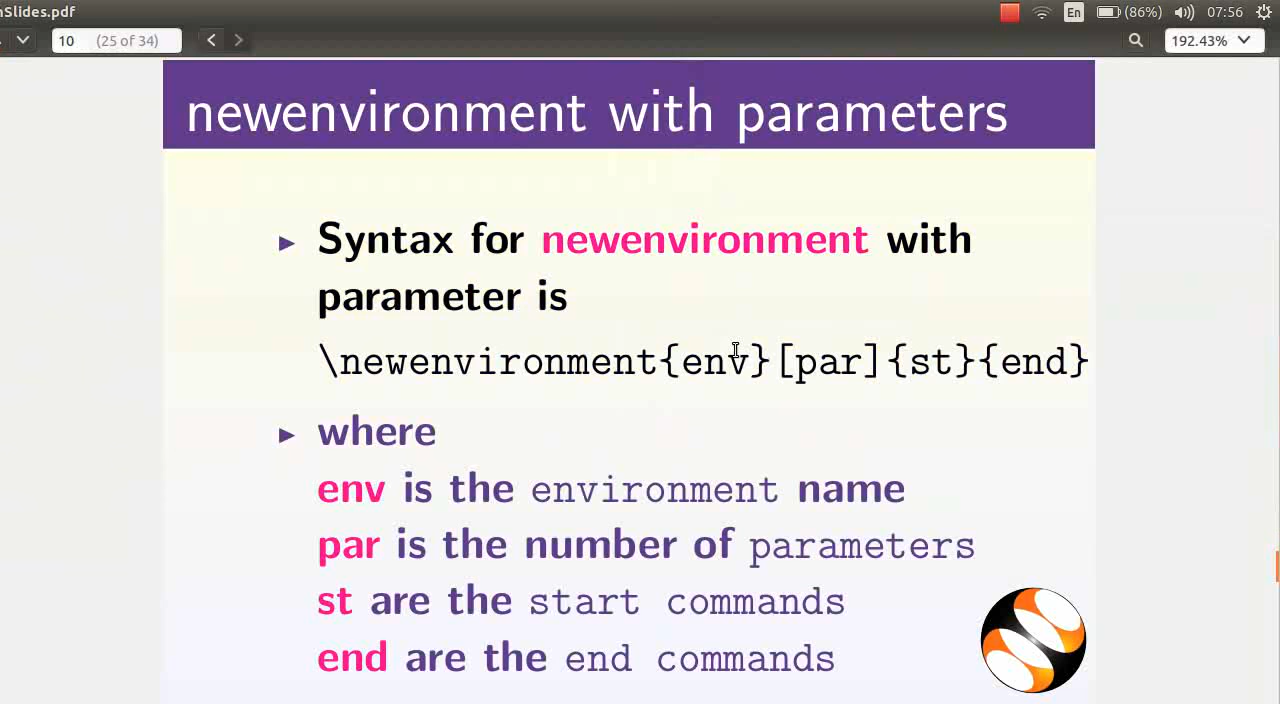 nSlides.pdf
En (86%) 07:56
10 (25 of 34) 192.43%
newenvironment with parameters
Syntax for newenvironment with
parameter is
\newenvironment{env}[par]{st}{end}
where
env is the environment name
par is the number of parameters
st are the start commands
end are the end commands